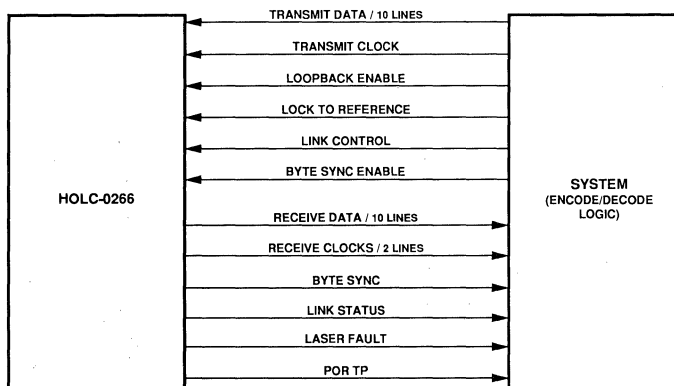 TRANSMIT DATA / 10 LINES
TRANSMIT CLOCK
LOOPBACK ENABLE
LOCK TO REFERENCE
LINK CONTROL
BYTE SYNC ENABLE
HOLC-0266
SYSTEM
(ENCODE/DECODE
LOGIC)
RECEIVE DATA / 10 LINES
RECEIVE CLOCKS / 2 LINES
BYTE SYNC
LINK STATUS
LASER FAULT
POR TP